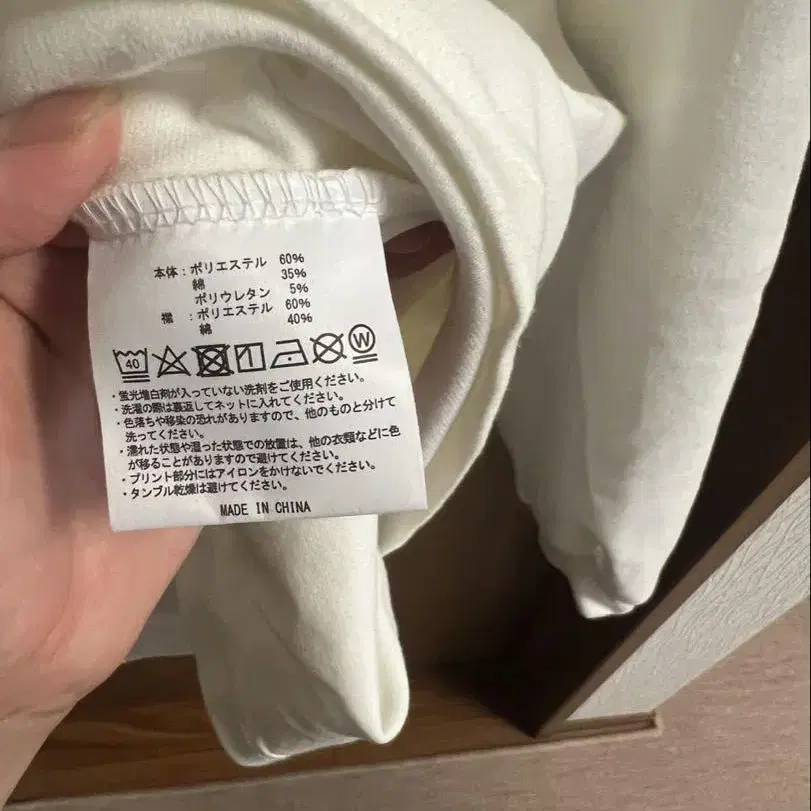 本体：ポリエステル 60%
綿 35%
ポリウレタン 5%
襟 ：ポリエステル 60%
綿 40%
40 W
・蛍光増白剤が入っていない洗剤をご使用ください。
・洗濯の際は裏返してネットに入れてください。
・色落ちや移染の恐れがありますので、他のものと分けて
洗ってください。
・濡れた状態や湿った状態での放置は、他の衣類などに色
が移ることがありますので避けてください。
・プリント部分にはアイロンをかけないでください。
・タンブル乾燥は避けてください。
MADE IN CHINA